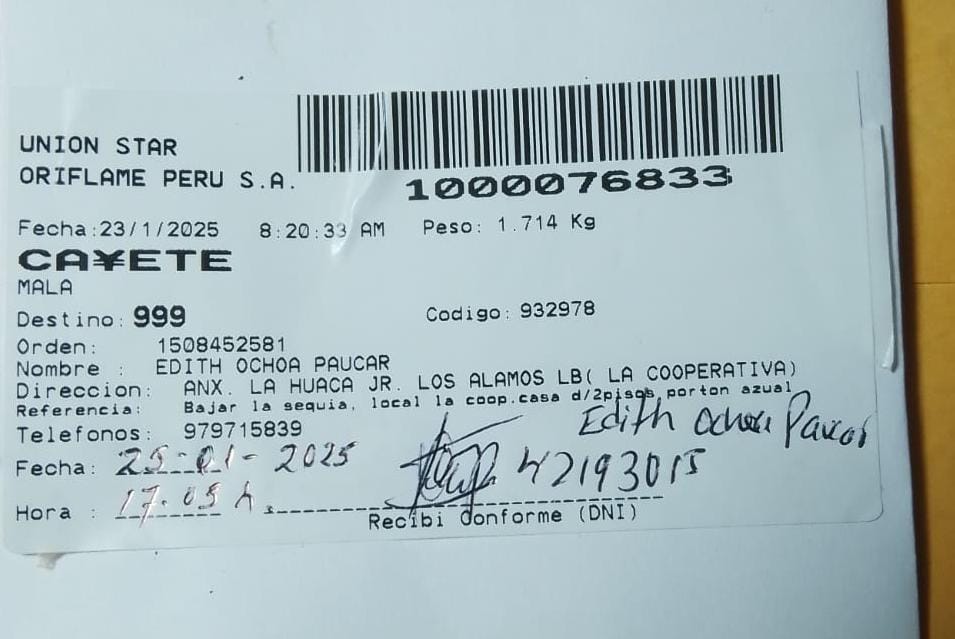 UNION STAR
ORIFLAME PERU S.A.
1000076833
Fecha:23/1/2025 8:20:33 AM Peso: 1.714 Kg
CA¥ETE
MALA
Destino: 999 Codigo: 932978
Orden: 1508452581
Nombre : EDITH OCHOA PAUCAR
Direccion: ANX. LA HUACA JR. LOS ALAMOS LB( LA COOPERATIVA)
Referencia: Bajar la sequia, local la coop.casa d/2pisos porton azual
Telefonos: 979715839 Edith Ochoa Paucar
Fecha: 25-01-2025 42193015
Hora : 17.05 h
Recibi Conforme (DNI)